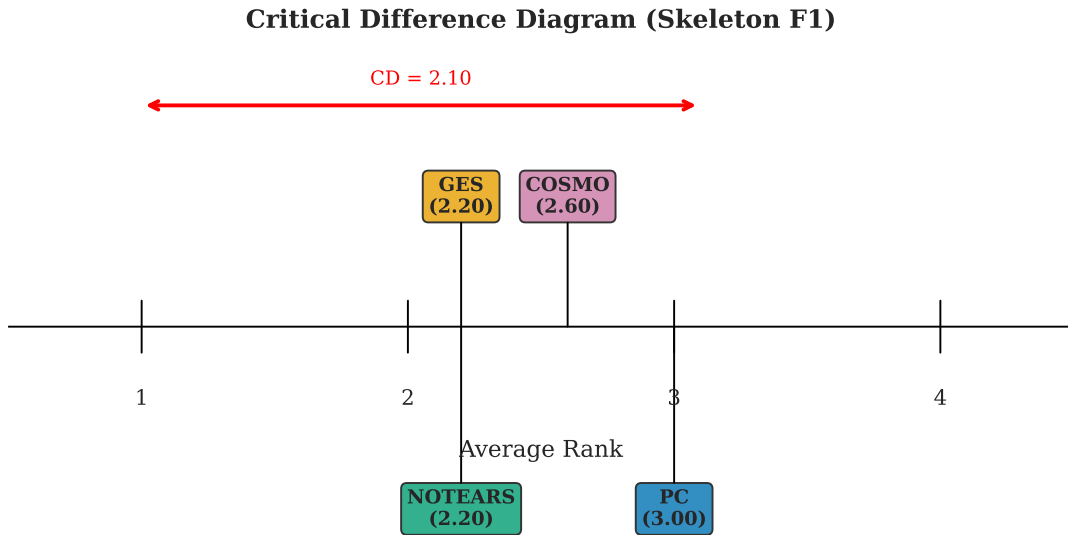 Critical Difference Diagram (Skeleton F1)
CD = 2.10
GES
(2.20)
COSMO
(2.60)
1
2
3
4
Average Rank
NOTEARS
(2.20)
PC
(3.00)